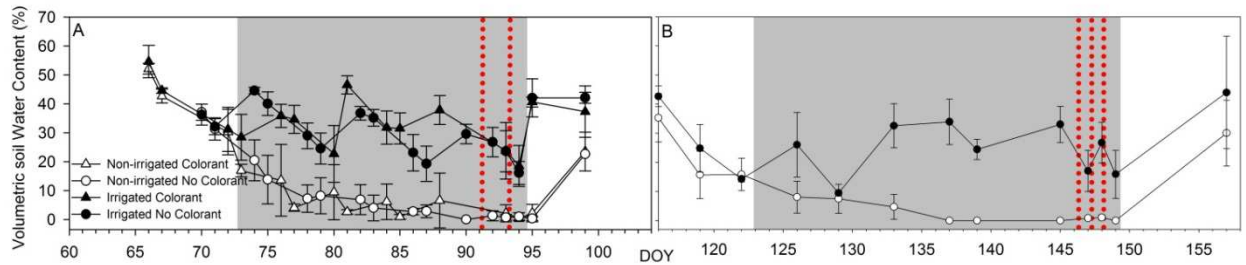 Volumetric soil Water Content (%)
70
60
50
40
30
20
10
0
A
Non-irrigated Colorant
Non-irrigated No Colorant
Irrigated Colorant
Irrigated No Colorant
B
60 65 70 75 80 85 90 95 100 DOY 120 125 130 135 140 145 150 155